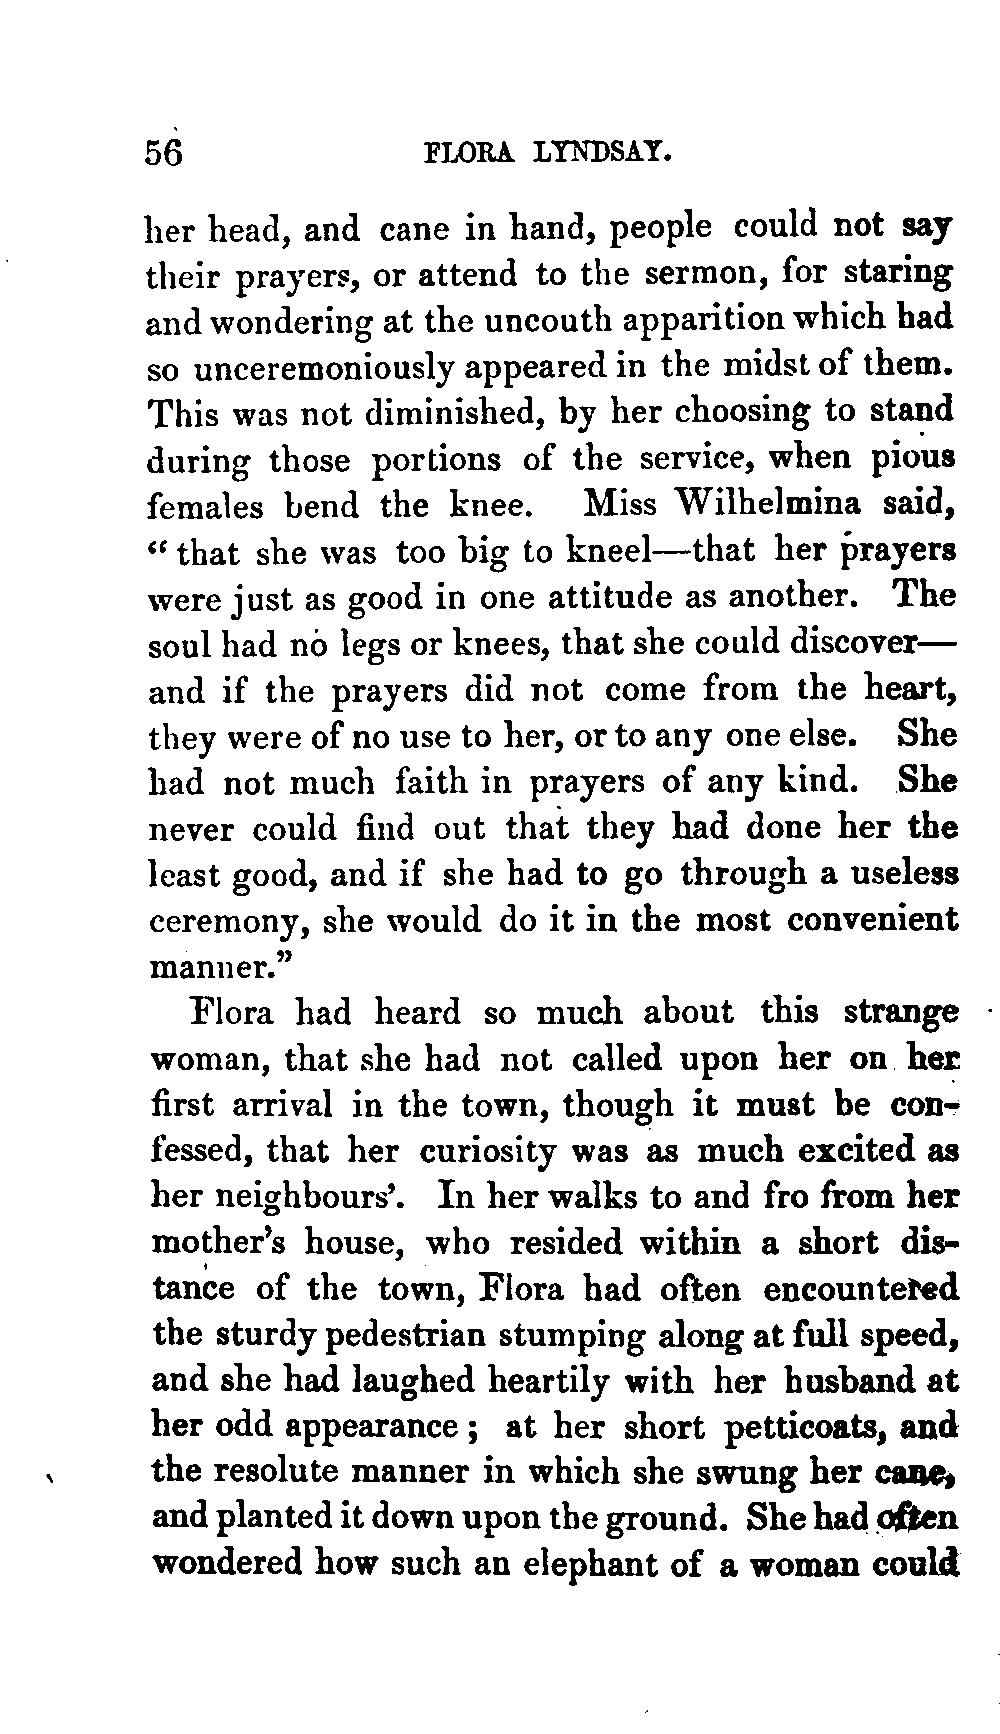 56 FLORA LYNDSAY.
her head, and cane in hand, people could not say
their prayers, or attend to the sermon, for staring
and wondering at the uncouth apparition which had
so unceremoniously appeared in the midst of them.
This was not diminished, by her choosing to stand
during those portions of the service, when pious
females bend the knee. Miss Wilhelmina said,
“that she was too big to kneel—that her prayers
were just as good in one attitude as another. The
soul had no legs or knees, that she could discover—
and if the prayers did not come from the heart,
they were of no use to her, or to any one else. She
had not much faith in prayers of any kind. She
never could find out that they had done her the
least good, and if she had to go through a useless
ceremony, she would do it in the most convenient
manner.”
Flora had heard so much about this strange
woman, that she had not called upon her on her
first arrival in the town, though it must be con-
fessed, that her curiosity was as much excited as
her neighbours’. In her walks to and fro from her
mother’s house, who resided within a short dis-
tance of the town, Flora had often encountered
the sturdy pedestrian stumping along at full speed,
and she had laughed heartily with her husband at
her odd appearance; at her short petticoats, and
the resolute manner in which she swung her cane,
and planted it down upon the ground. She had often
wondered how such an elephant of a woman could